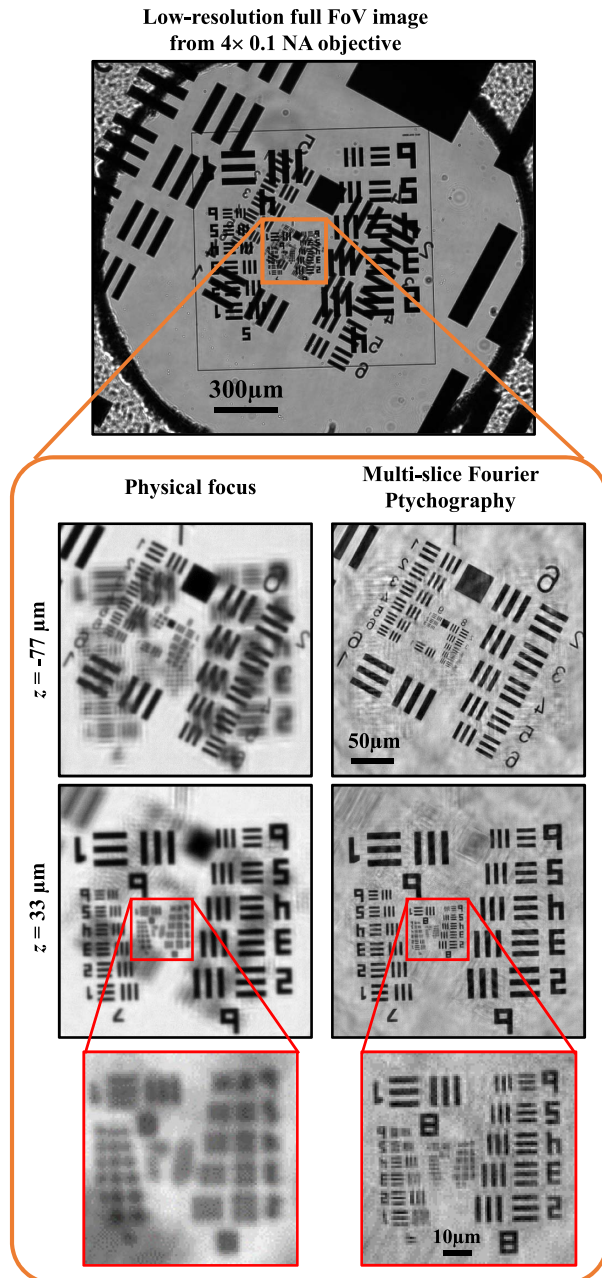 Low-resolution full FoV image
from 4× 0.1 NA objective
300μm
Physical focus
Multi-slice Fourier
Ptychography
z = -77 μm
50μm
z = 33 μm
10μm